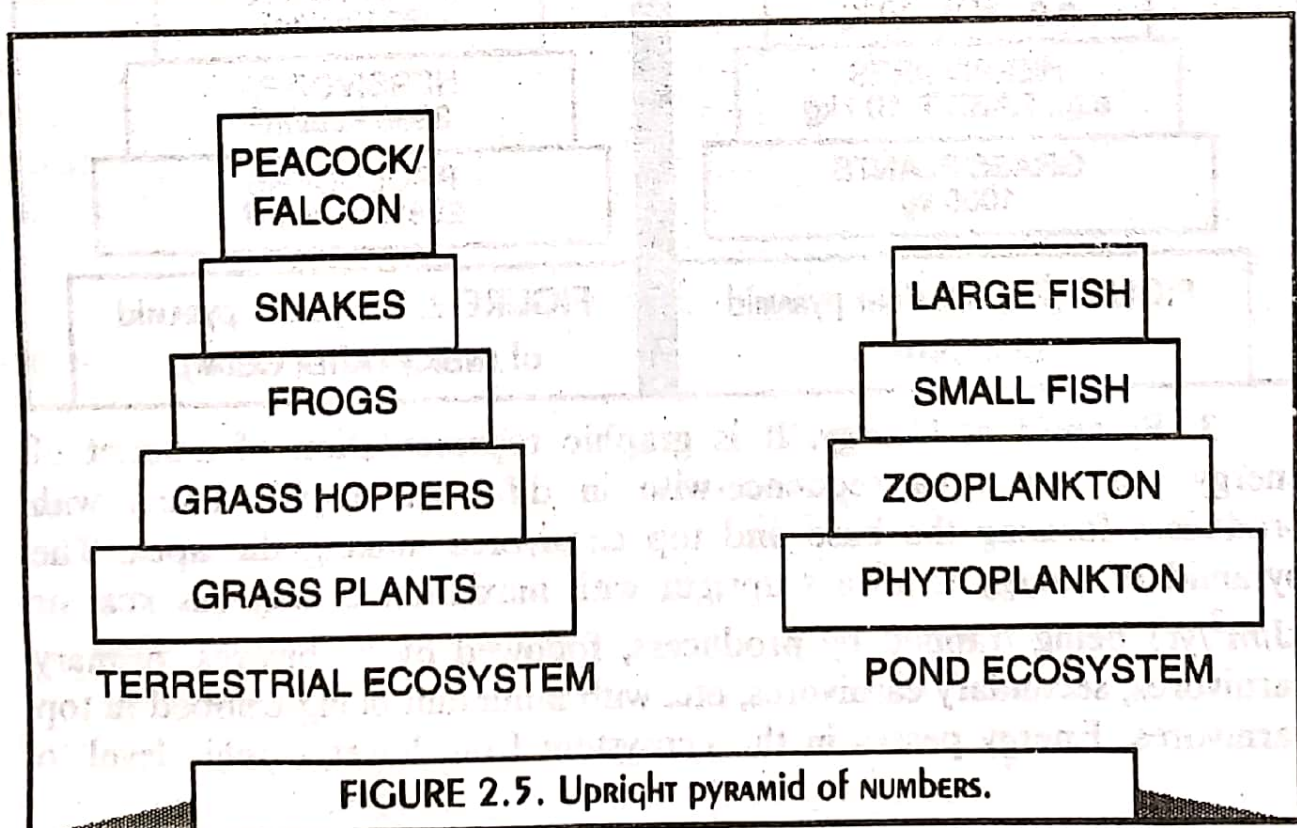 PEACOCK/
FALCON
SNAKES
FROGS
GRASS HOPPERS
GRASS PLANTS
TERRESTRIAL ECOSYSTEM
LARGE FISH
SMALL FISH
ZOOPLANKTON
PHYTOPLANKTON
POND ECOSYSTEM
FIGURE 2.5. Upright pyramid of numbers.